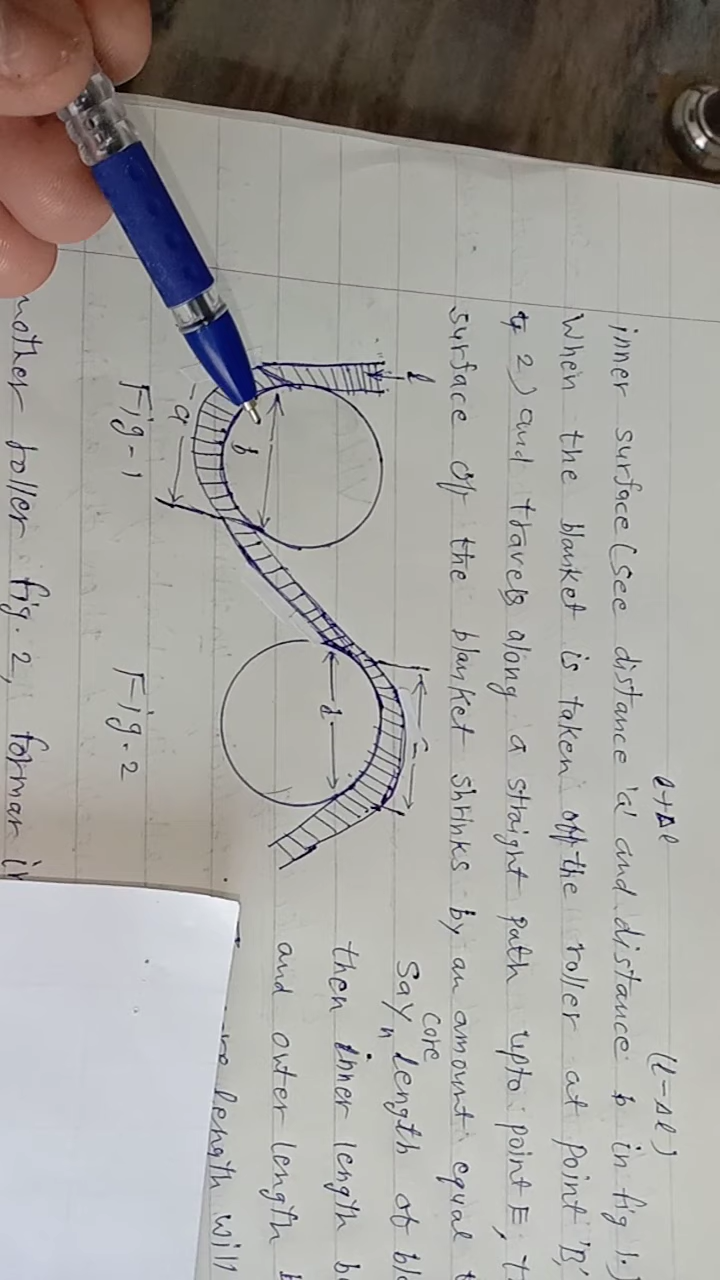 l+Δl (l-Δl)
inner surface (see distance 'a' and distance b in fig 1.)
When the blanket is taken off the roller at point 'B',
& 2) and travels along a straight path upto point E, t
surface of the blanket shrinks by an amount equal t
core
Say, length of bl
then inner length b
and outer length b
length will
l
b
a
c
d
Fig-1
Fig.2
nother roller fig. 2, formar i